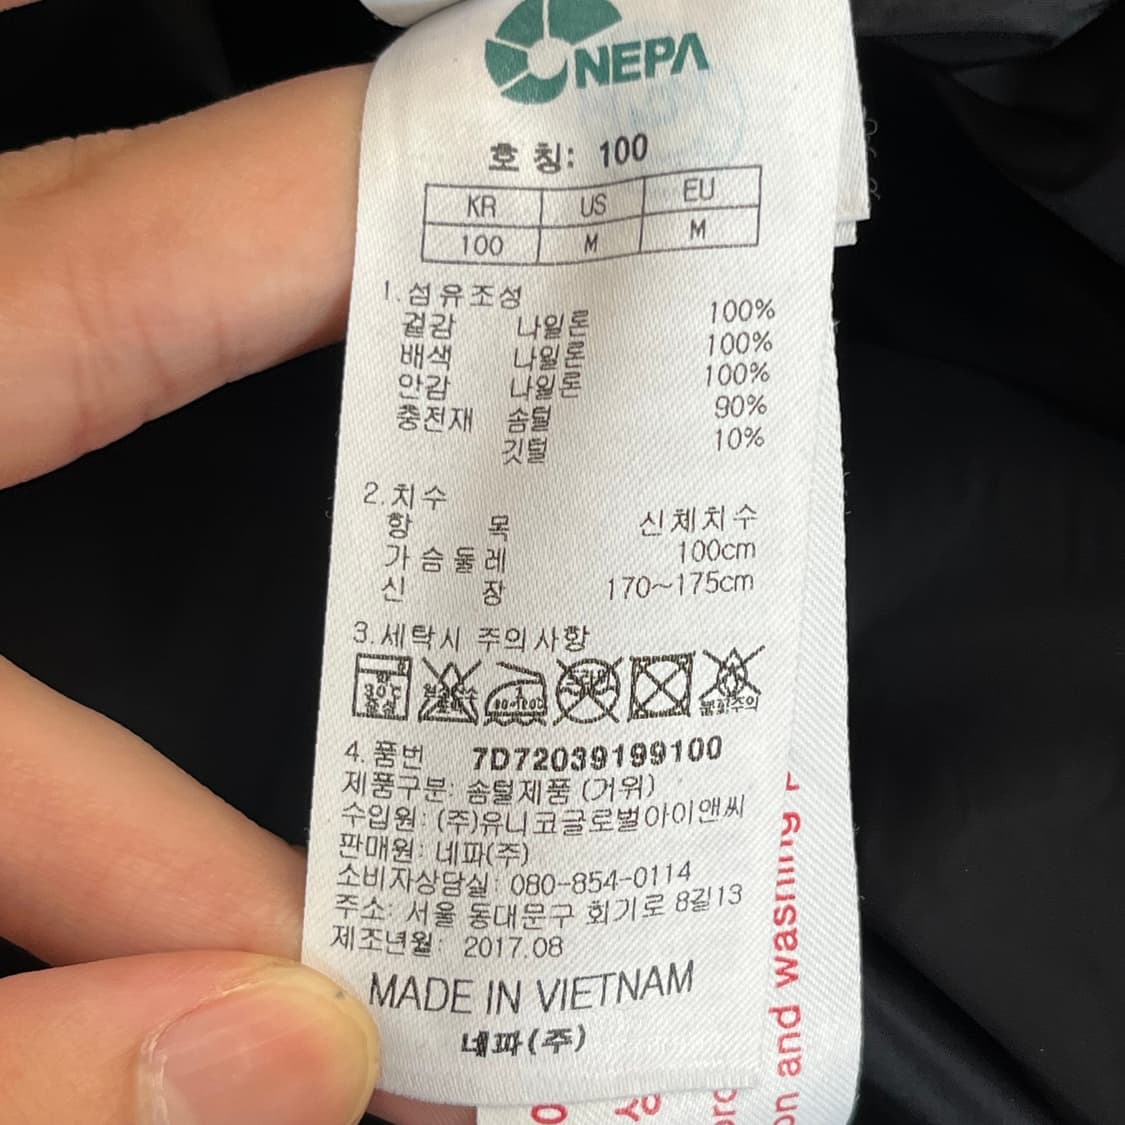 NEPA
호 칭: 100
KR US EU
100 M M
1.섬유조성
겉감 나일론 100%
배색 나일론 100%
안감 나일론 100%
충전재 솜털 90%
깃털 10%
2.치수
항 목 신체치수
가슴둘레 100cm
신 장 170~175cm
3.세탁시 주의사항
30℃
4.품번 7D72039199100
제품구분: 솜털제품 (거위)
수입원: (주)유니코글로벌아이앤씨
판매원: 네파(주)
소비자상담실: 080-854-0114
주소: 서울 동대문구 회기로 8길13
제조년월: 2017.08
MADE IN VIETNAM
네파(주)
and washing